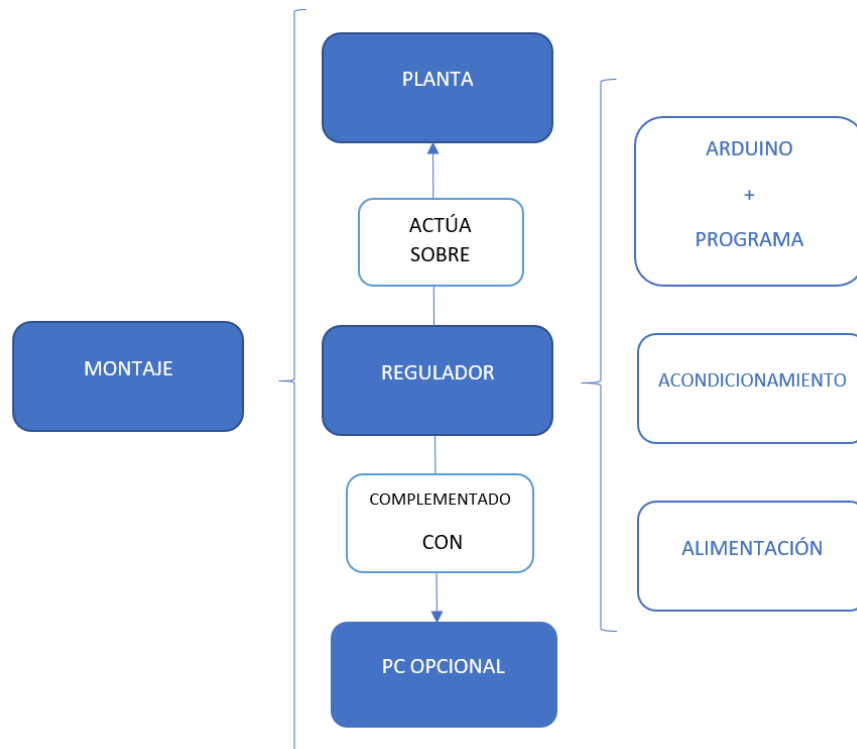 MONTAJE
PLANTA
ACTÚA
SOBRE
REGULADOR
COMPLEMENTADO
CON
PC OPCIONAL
ARDUINO
+
PROGRAMA
ACONDICIONAMIENTO
ALIMENTACIÓN